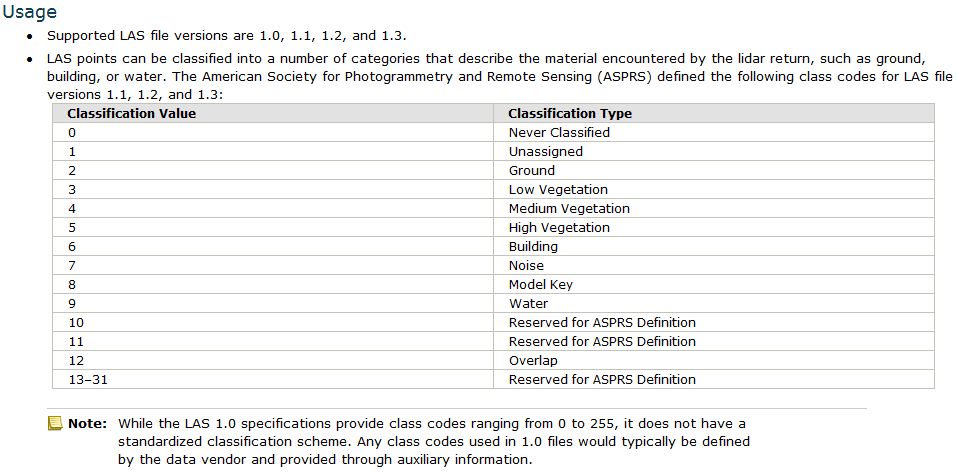 Usage
• Supported LAS file versions are 1.0, 1.1, 1.2, and 1.3.
• LAS points can be classified into a number of categories that describe the material encountered by the lidar return, such as ground,
building, or water. The American Society for Photogrammetry and Remote Sensing (ASPRS) defined the following class codes for LAS file
versions 1.1, 1.2, and 1.3:
Classification Value Classification Type
0 Never Classified
1 Unassigned
2 Ground
3 Low Vegetation
4 Medium Vegetation
5 High Vegetation
6 Building
7 Noise
8 Model Key
9 Water
10 Reserved for ASPRS Definition
11 Reserved for ASPRS Definition
12 Overlap
13–31 Reserved for ASPRS Definition
Note: While the LAS 1.0 specifications provide class codes ranging from 0 to 255, it does not have a
standardized classification scheme. Any class codes used in 1.0 files would typically be defined
by the data vendor and provided through auxiliary information.